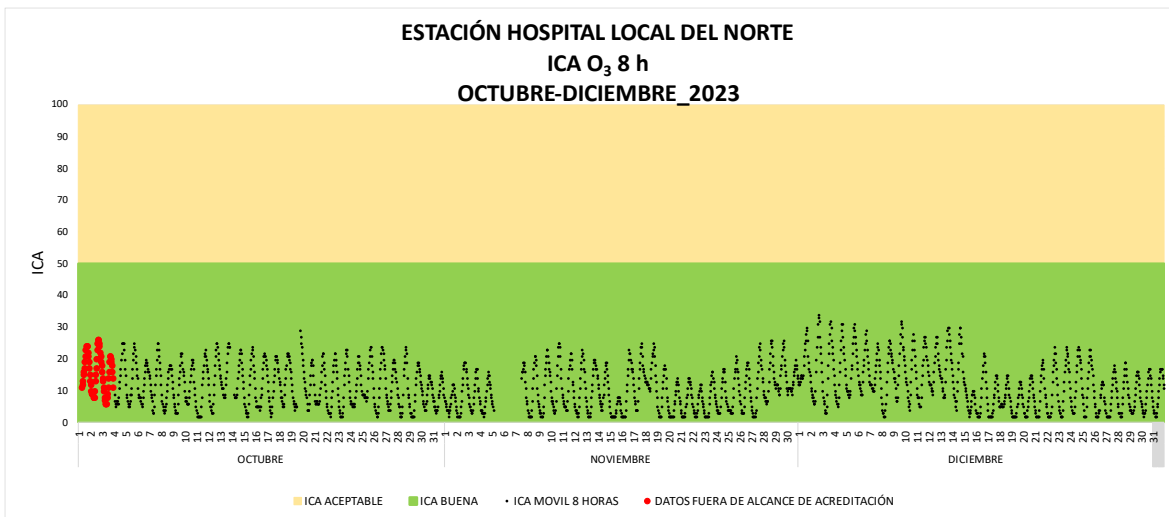 ESTACIÓN HOSPITAL LOCAL DEL NORTE
ICA O₃ 8 h
OCTUBRE-DICIEMBRE_2023
100
90
80
70
60
50
40
30
20
10
0
ICA
1 2 3 4 5 6 7 8 9 10 11 12 13 14 15 16 17 18 19 20 21 22 23 24 25 26 27 28 29 30 31 1 2 3 4 5 6 7 8 9 10 11 12 13 14 15 16 17 18 19 20 21 22 23 24 25 26 27 28 29 30 1 2 3 4 5 6 7 8 9 10 11 12 13 14 15 16 17 18 19 20 21 22 23 24 25 26 27 28 29 30 31
OCTUBRE NOVIEMBRE DICIEMBRE
ICA ACEPTABLE ICA BUENA ICA MOVIL 8 HORAS DATOS FUERA DE ALCANCE DE ACREDITACIÓN